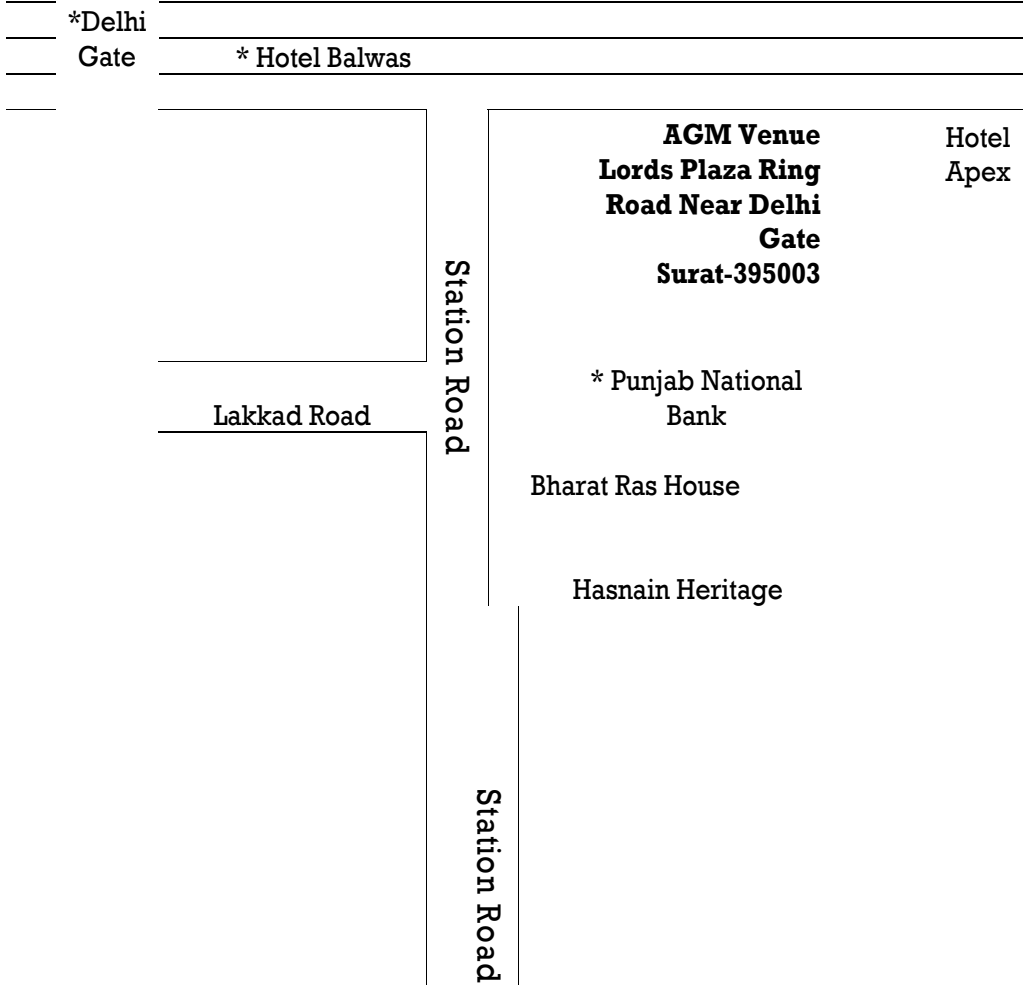 *Delhi
Gate
* Hotel Balwas
AGM Venue
Lords Plaza Ring
Road Near Delhi
Gate
Surat-395003
Hotel
Apex
Station Road
* Punjab National
Bank
Lakkad Road
Bharat Ras House
Hasnain Heritage
Station Road